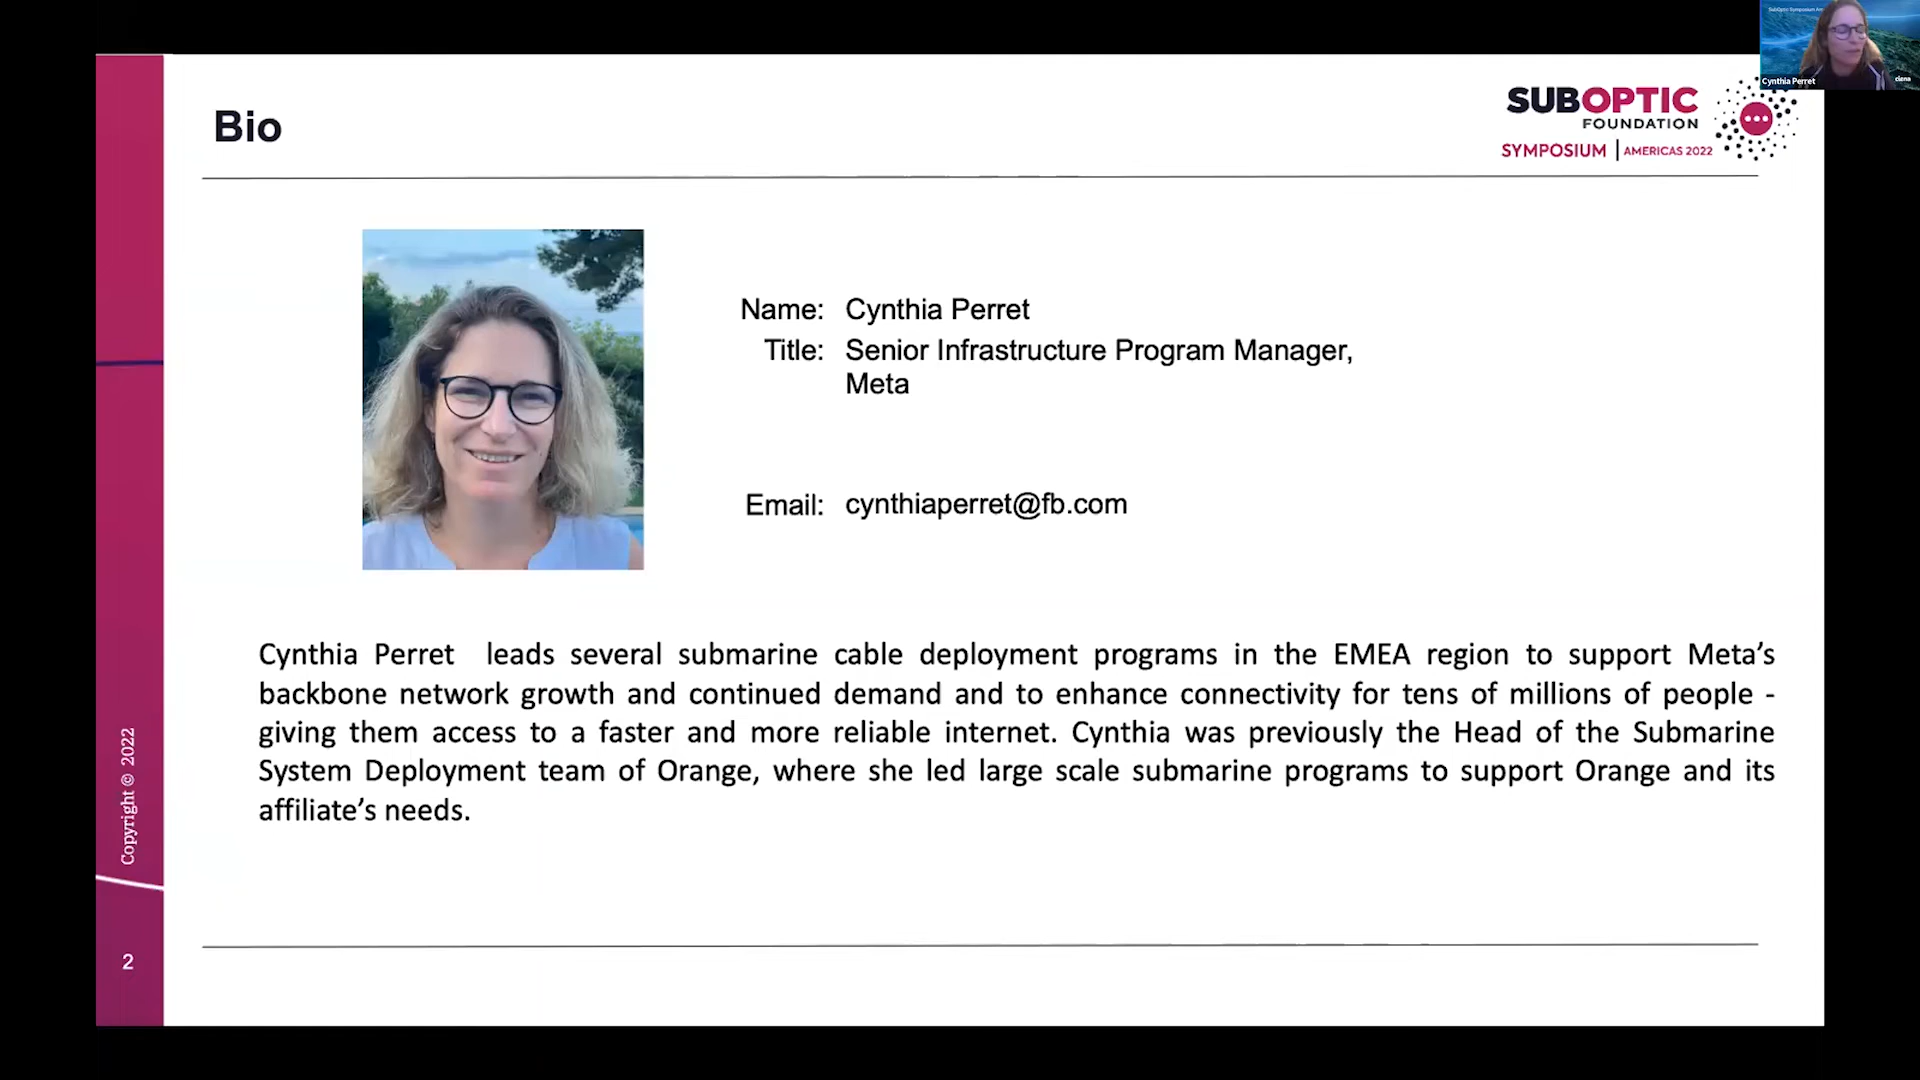 SubOptic Symposium Am
Cynthia Perret
ciena
Bio
SUBOPTIC
FOUNDATION
SYMPOSIUM | AMERICAS 2022
Name: Cynthia Perret
Title: Senior Infrastructure Program Manager,
Meta
Email: cynthiaperret@fb.com
Cynthia Perret leads several submarine cable deployment programs in the EMEA region to support Meta’s
backbone network growth and continued demand and to enhance connectivity for tens of millions of people -
giving them access to a faster and more reliable internet. Cynthia was previously the Head of the Submarine
System Deployment team of Orange, where she led large scale submarine programs to support Orange and its
affiliate’s needs.
Copyright © 2022
2